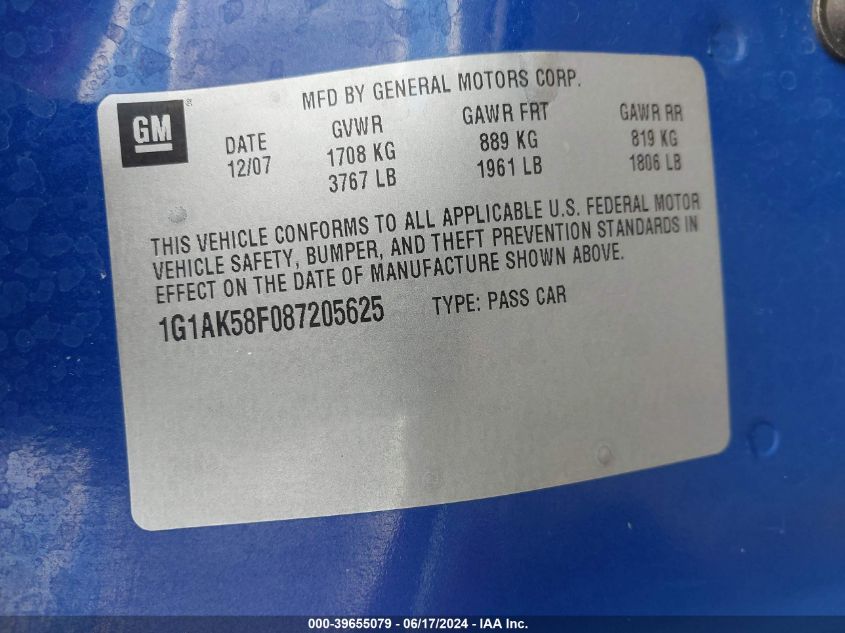 MFD BY GENERAL MOTORS CORP.
GM
DATE GVWR GAWR FRT GAWR RR
12/07 1708 KG 889 KG 819 KG
3767 LB 1961 LB 1806 LB
THIS VEHICLE CONFORMS TO ALL APPLICABLE U.S. FEDERAL MOTOR
VEHICLE SAFETY, BUMPER, AND THEFT PREVENTION STANDARDS IN
EFFECT ON THE DATE OF MANUFACTURE SHOWN ABOVE.
1G1AK58F087205625 TYPE: PASS CAR
000-39655079 - 06/17/2024 - IAA Inc.